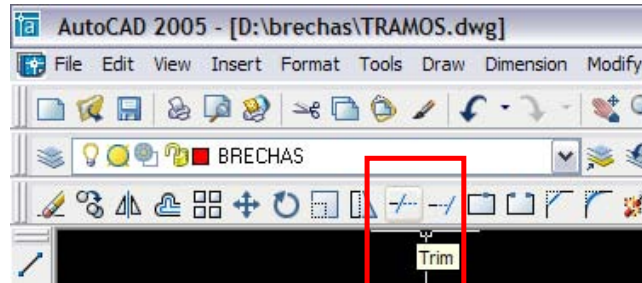 AutoCAD 2005 - [D:\brechas\TRAMOS.dwg]
File Edit View Insert Format Tools Draw Dimension Modify
BRECHAS
Trim